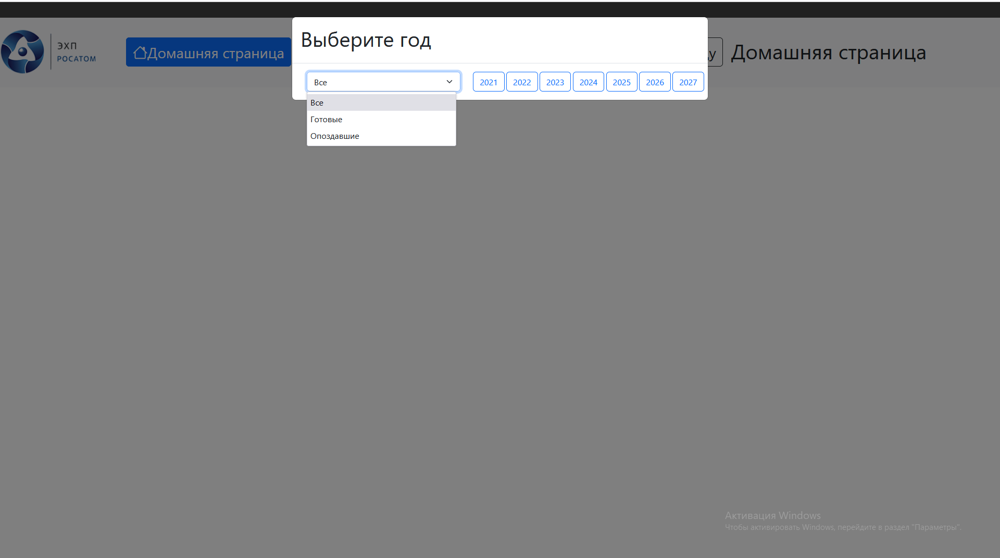 Выберите год
ЭХП
РОСАТОМ
Домашняя страница
у Домашняя страница
Все
2021 2022 2023 2024 2025 2026 2027
Все
Готовые
Опоздавшие
Активация Windows
Чтобы активировать Windows, перейдите в раздел "Параметры".